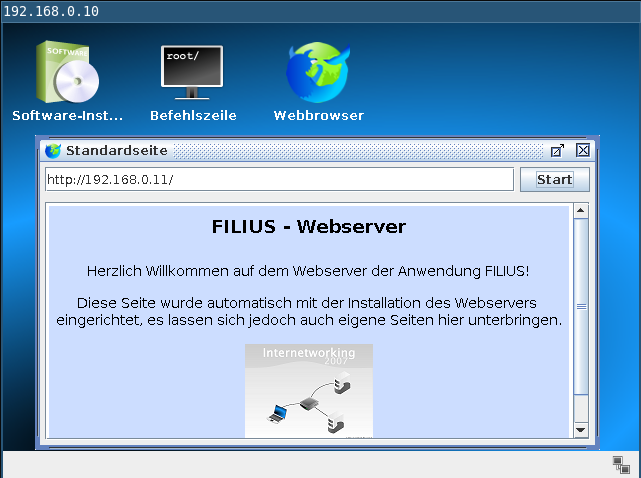 192.168.0.10
SOFTWARE
root/
Software-Inst...
Befehlszeile
Webbrowser
Standardseite
http://192.168.0.11/
Start
FILIUS - Webserver
Herzlich Willkommen auf dem Webserver der Anwendung FILIUS!
Diese Seite wurde automatisch mit der Installation des Webservers
eingerichtet, es lassen sich jedoch auch eigene Seiten hier unterbringen.
Internetworking
2007